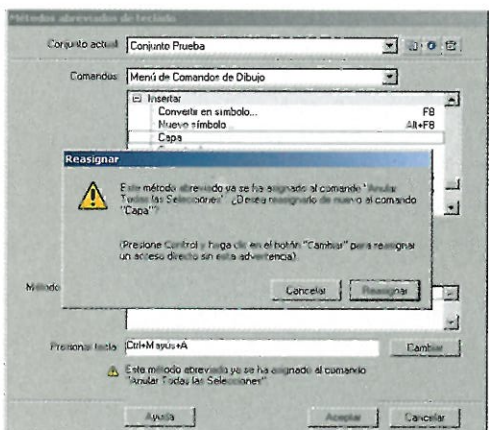 Métodos abreviados de teclado
Conjunto actual: Conjunto Prueba
Comandos: Menú de Comandos de Dibujo
Insertar
Convertir en símbolo... F8
Nuevo símbolo... Alt+F8
Capa
Reasignar
Este método abreviado ya se ha asignado al comando "Anular
Todas las Selecciones". ¿Desea reasignarlo de nuevo al comando
"Capa"?
(Presione Control y haga clic en el botón "Cambiar" para reasignar
un acceso directo sin esta advertencia)
Cancelar Reasignar
Método
Presionar tecla: Ctrl+Mayús+A Cambiar
Este método abreviado ya se ha asignado al comando
"Anular Todas las Selecciones"
Ayuda Aceptar Cancelar